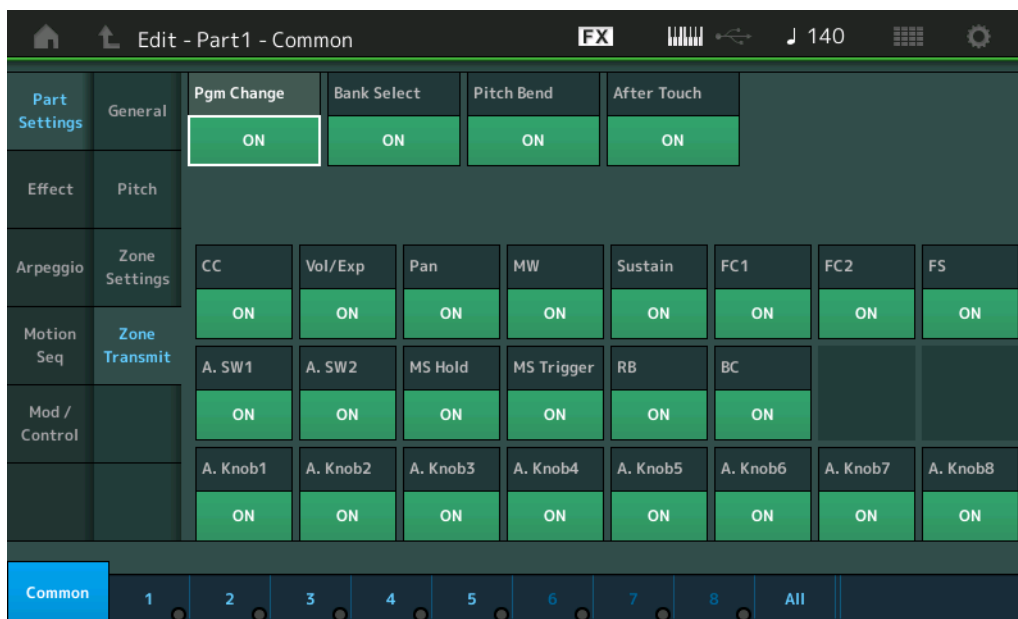 Edit - Part1 - Common FX 140
Part Settings
General
Pgm Change Bank Select Pitch Bend After Touch
ON ON ON ON
Effect
Pitch
Arpeggio
Zone Settings
CC Vol/Exp Pan MW Sustain FC1 FC2 FS
ON ON ON ON ON ON ON ON
Motion Seq
Zone Transmit
A. SW1 A. SW2 MS Hold MS Trigger RB BC
ON ON ON ON ON ON
Mod / Control
A. Knob1 A. Knob2 A. Knob3 A. Knob4 A. Knob5 A. Knob6 A. Knob7 A. Knob8
ON ON ON ON ON ON ON ON
Common 1 2 3 4 5 6 7 8 All